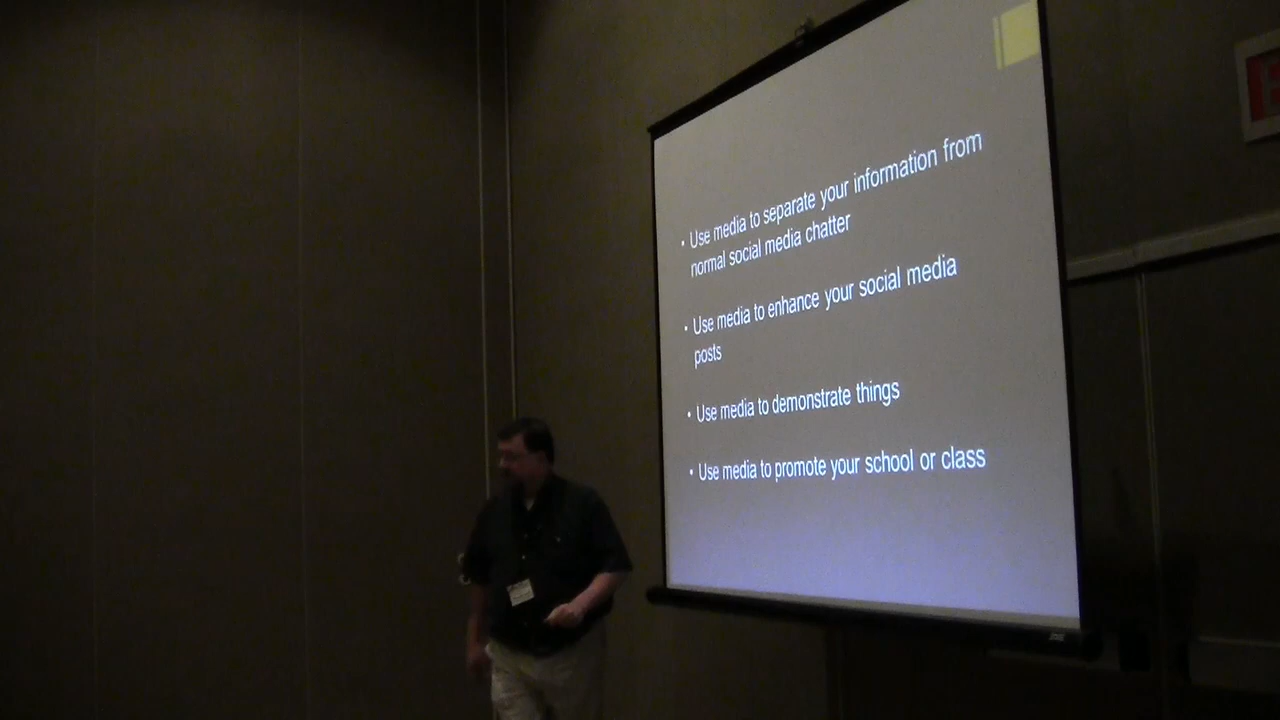 • Use media to separate your information from
normal social media chatter
• Use media to enhance your social media
posts
• Use media to demonstrate things
• Use media to promote your school or class